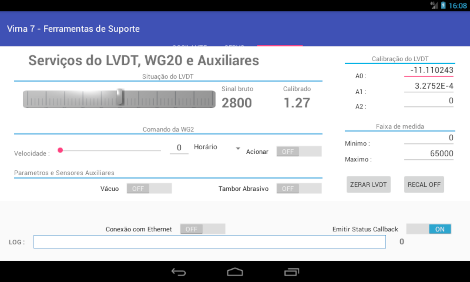 16:08
Vima 7 - Ferramentas de Suporte
Serviços do LVDT, WG20 e Auxiliares
Situação do LVDT
Sinal bruto
Calibrado
2800
1.27
Comando da WG2
Velocidade :
0
Horário
Acionar
OFF
Parametros e Sensores Auxiliares
Vácuo
OFF
Tambor Abrasivo
OFF
Calibração do LVDT
A0 :
-11.110243
A1 :
3.2752E-4
A2 :
0
Faixa de medida
Minimo :
0
Maximo :
65000
ZERAR LVDT
RECAL OFF
Conexão com Ethernet
OFF
Emitir Status Callback
ON
LOG :
0